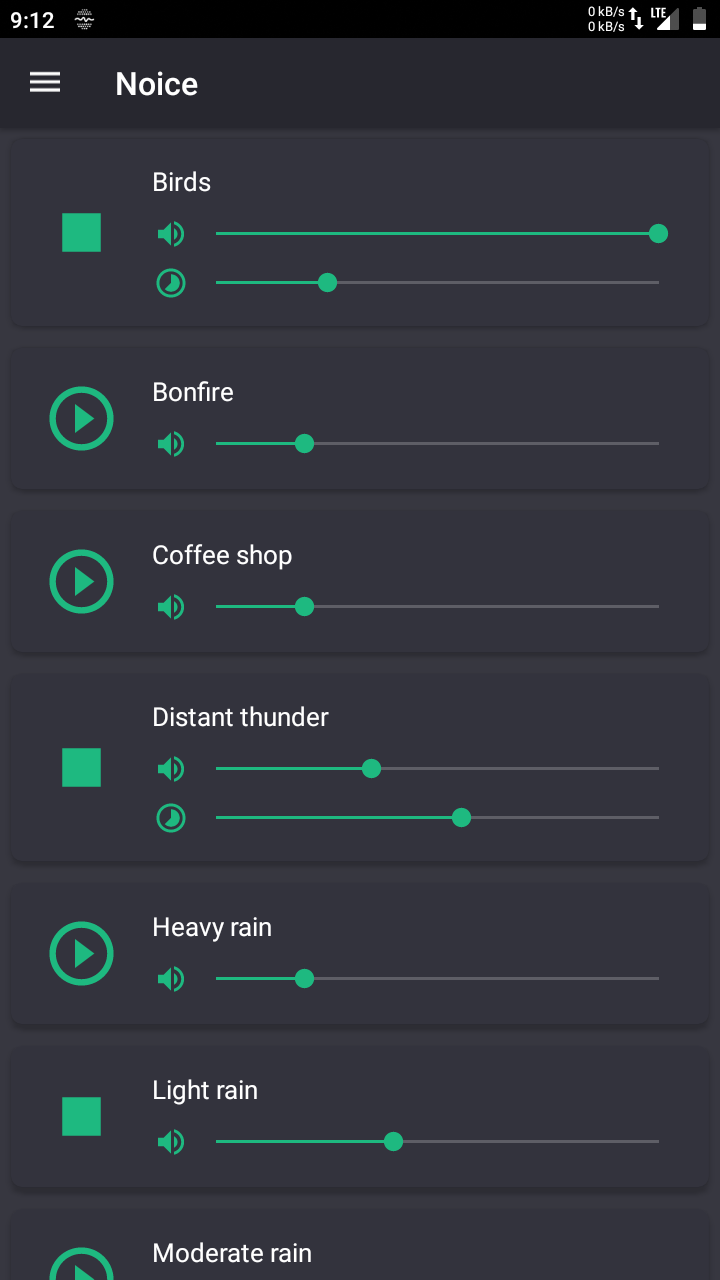 9:12
0 kB/s
0 kB/s
LTE
Noice
Birds
Bonfire
Coffee shop
Distant thunder
Heavy rain
Light rain
Moderate rain